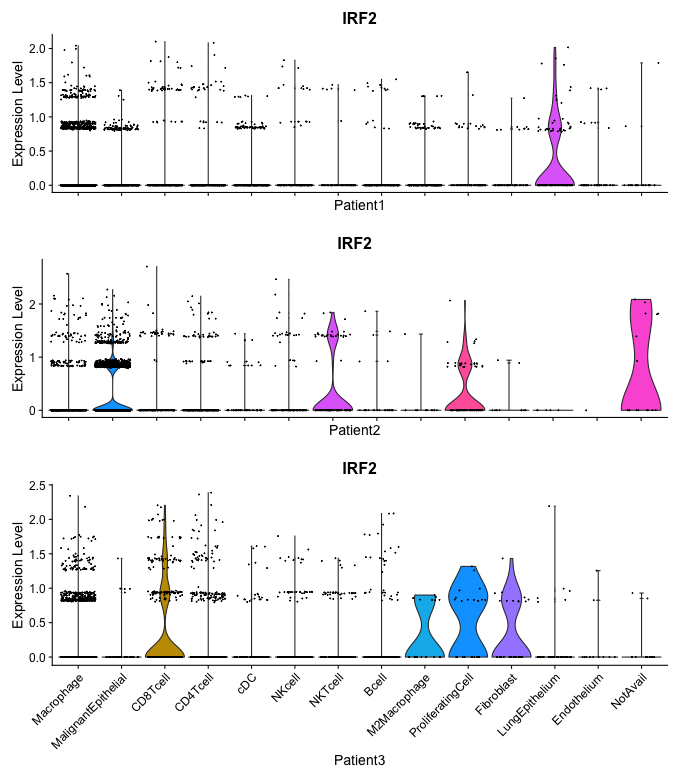 IRF2
Expression Level
2.0
1.5
1.0
0.5
0.0
Patient1
IRF2
Expression Level
2
1
0
Patient2
IRF2
Expression Level
2.5
2.0
1.5
1.0
0.5
0.0
Macrophage
MalignantEpithelial
CD8Tcell
CD4Tcell
cDC
NKcell
NKTcell
Bcell
M2Macrophage
ProliferatingCell
Fibroblast
LungEpithelium
Endothelium
NotAvail
Patient3